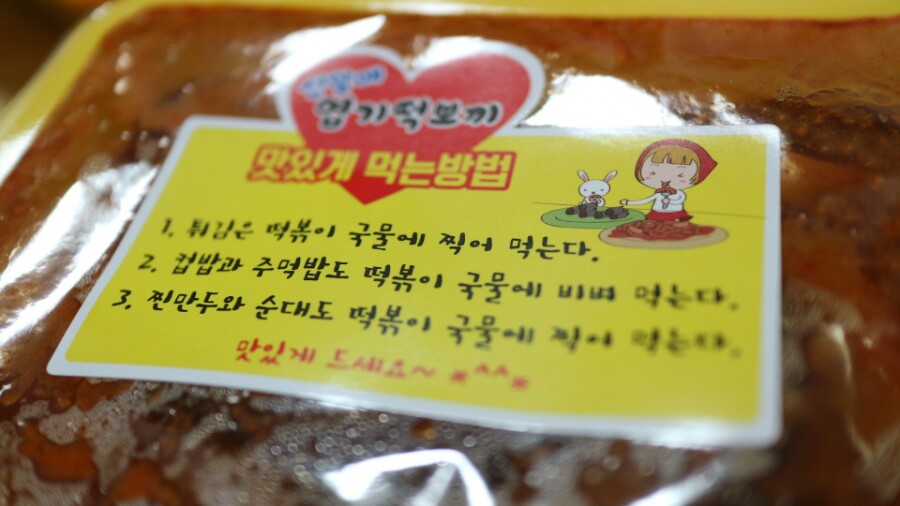 엽기떡보끼
맛있게 먹는방법
1. 튀김은 떡볶이 국물에 찍어 먹는다.
2. 컵밥과 주먹밥도 떡볶이 국물에 비벼 먹는다.
3. 찐만두와 순대도 떡볶이 국물에 찍어 먹는다.
맛있게 드세요~ *^^*